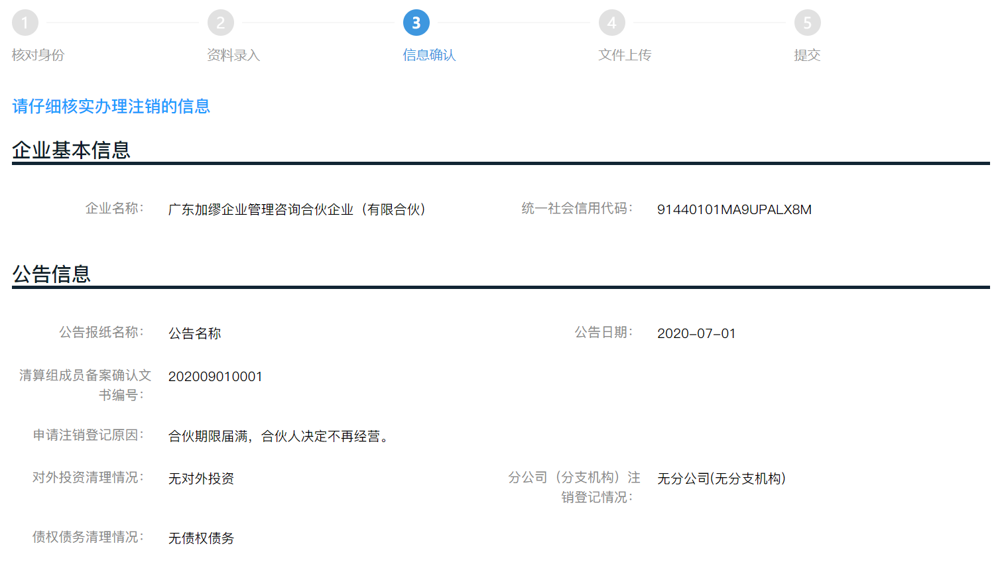 1 2 3 4 5
核对身份 资料录入 信息确认 文件上传 提交
请仔细核实办理注销的信息
企业基本信息
企业名称： 广东加缪企业管理咨询合伙企业（有限合伙） 统一社会信用代码： 91440101MA9UPALX8M
公告信息
公告报纸名称： 公告名称 公告日期： 2020-07-01
清算组成员备案确认文
书编号： 202009010001
申请注销登记原因： 合伙期限届满，合伙人决定不再经营。
对外投资清理情况： 无对外投资 分公司（分支机构）注
销登记情况： 无分公司(无分支机构)
债权债务清理情况： 无债权债务